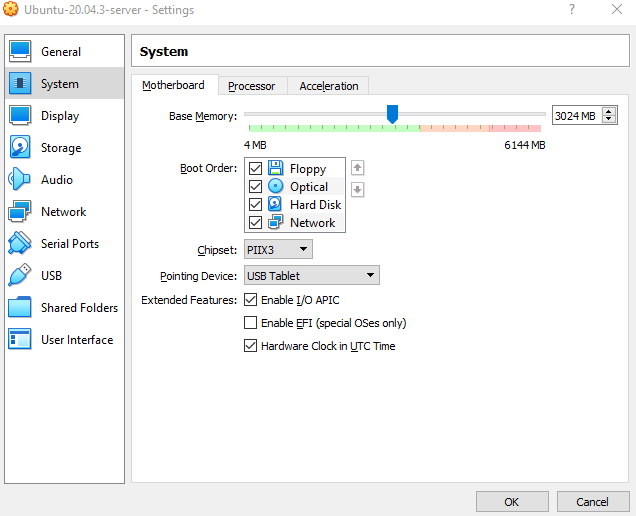 Ubuntu-20.04.3-server - Settings ?
General
System
Display
Storage
Audio
Network
Serial Ports
USB
Shared Folders
User Interface
System
Motherboard Processor Acceleration
Base Memory: 3024 MB
4 MB 6144 MB
Boot Order: Floppy
Optical
Hard Disk
Network
Chipset: PIIX3
Pointing Device: USB Tablet
Extended Features: Enable I/O APIC
Enable EFI (special OSes only)
Hardware Clock in UTC Time
OK Cancel